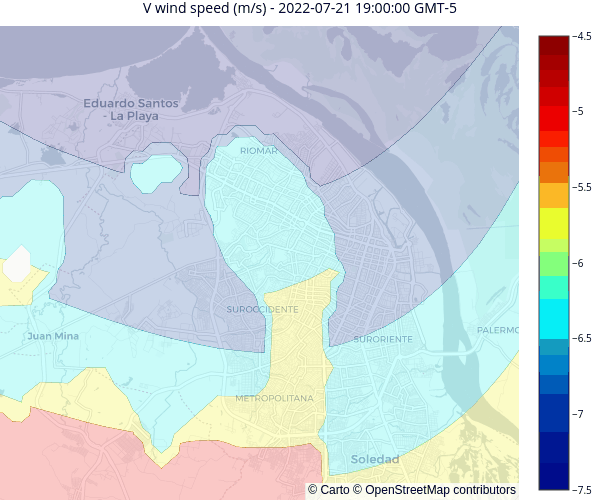 V wind speed (m/s) - 2022-07-21 19:00:00 GMT-5
−4.5
Eduardo Santos
- La Playa
−5
RIOMAR
−5.5
−6
SUROCCIDENTE
Juan Mina
SURORIENTE
PALERMO
−6.5
METROPOLITANA
−7
Soledad
© Carto © OpenStreetMap contributors
−7.5